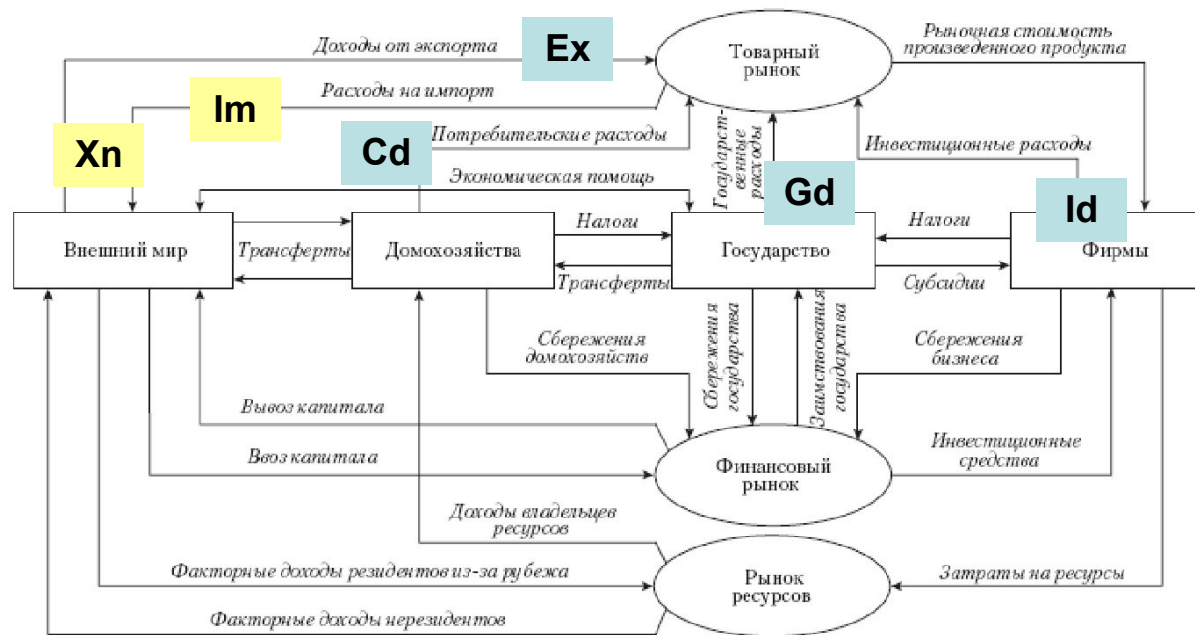 Доходы от экспорта
Ex
Товарный
рынок
Рыночная стоимость
произведенного продукта
Im
Расходы на импорт
Xn
Cd
Потребительские расходы
Государст-
венные
расходы
Инвестиционные расходы
Экономическая помощь
Gd
Id
Внешний мир
Трансферты
Домохозяйства
Налоги
Трансферты
Государство
Налоги
Субсидии
Фирмы
Сбережения
домохозяйств
Сбережения
государства
Заимствования
государства
Сбережения
бизнеса
Вывоз капитала
Ввоз капитала
Финансовый
рынок
Инвестиционные
средства
Доходы владельцев
ресурсов
Факторные доходы резидентов из-за рубежа
Рынок
ресурсов
Затраты на ресурсы
Факторные доходы нерезидентов